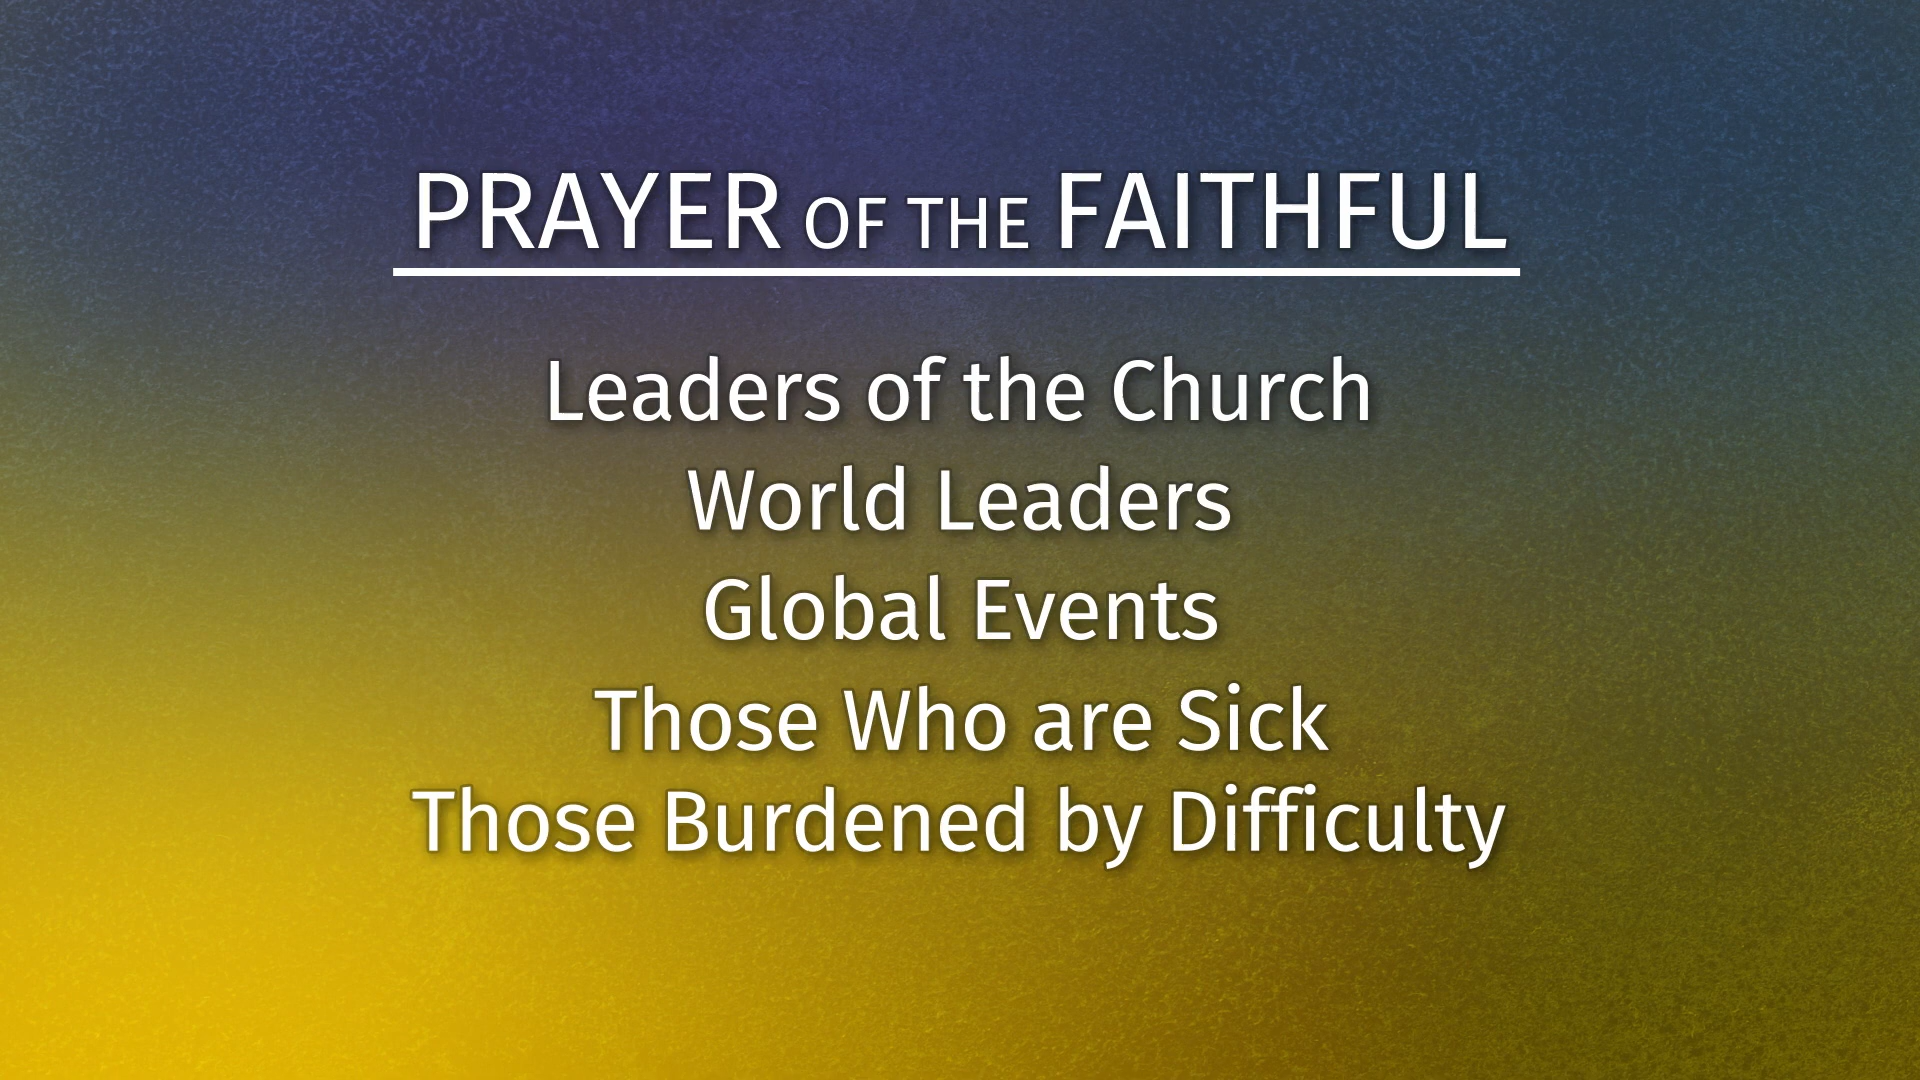 PRAYER OF THE FAITHFUL
Leaders of the Church
World Leaders
Global Events
Those Who are Sick
Those Burdened by Difficulty